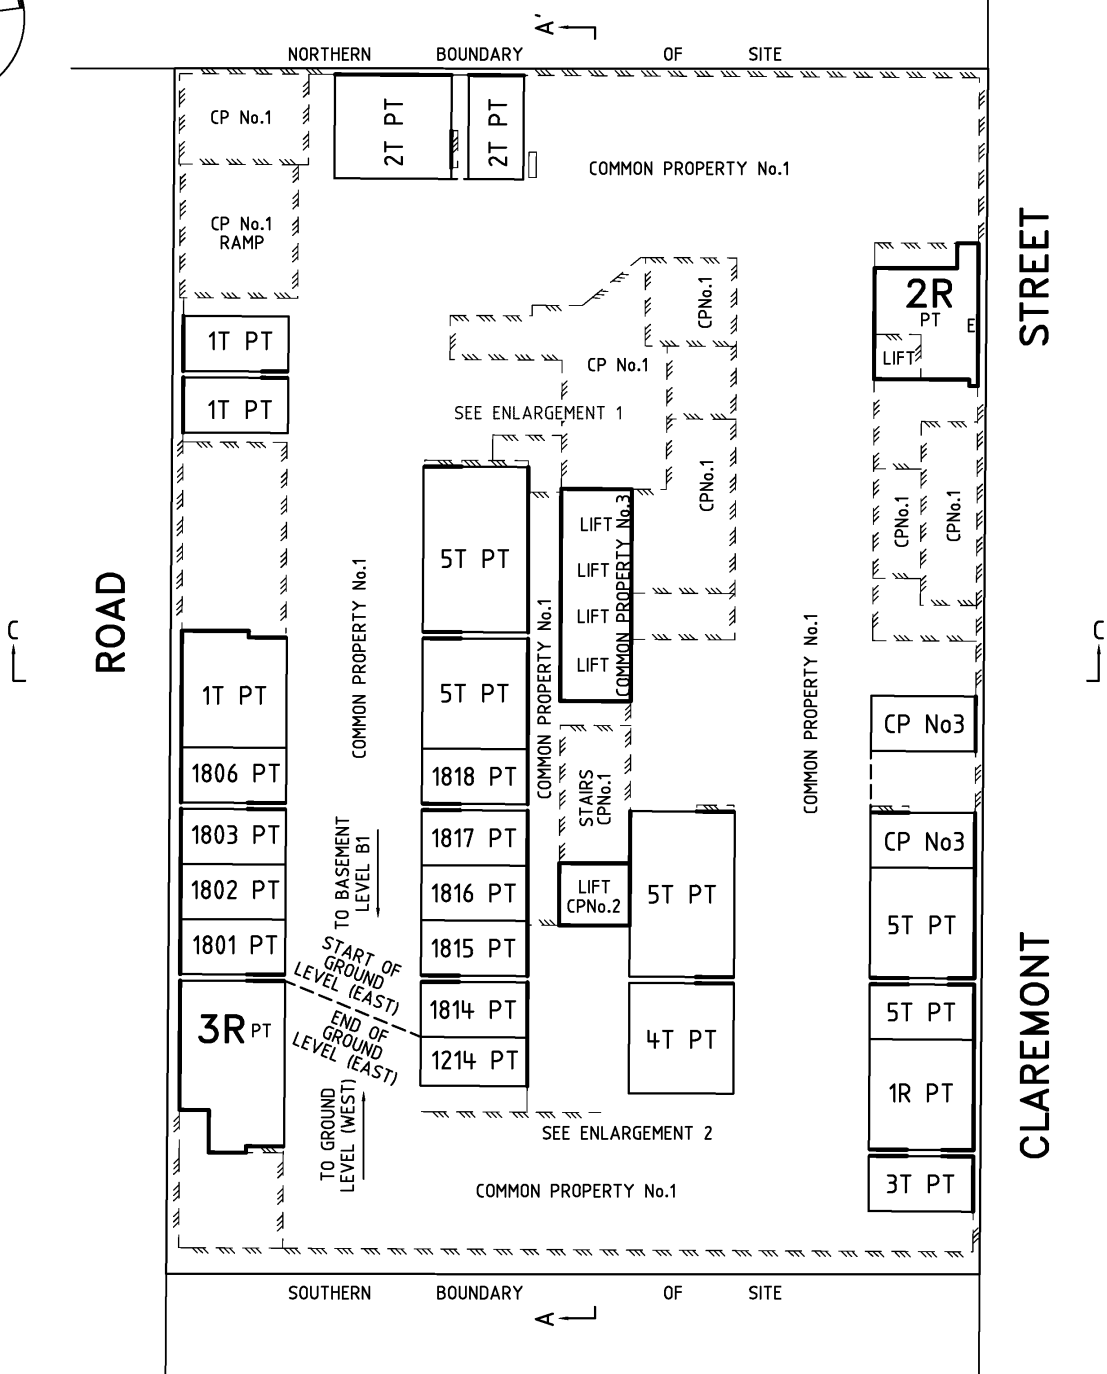 A'
NORTHERN BOUNDARY OF SITE
CP No.1
2T PT
2T PT
COMMON PROPERTY No.1
CP No.1
RAMP
STREET
CPNo.1
2R
PT
E
LIFT
1T PT
CP No.1
1T PT
SEE ENLARGEMENT 1
CPNo.1
CPNo.1
CPNo.1
5T PT
LIFT
LIFT
LIFT
LIFT
COMMON PROPERTY No.3
COMMON PROPERTY No.1
COMMON PROPERTY No.1
COMMON PROPERTY No.1
ROAD
C
C
1T PT
5T PT
CP No3
1806 PT
1818 PT
STAIRS
CPNo.1
1803 PT
TO BASEMENT
LEVEL B1
1817 PT
CP No3
1802 PT
1816 PT
LIFT
CPNo.2
5T PT
5T PT
1801 PT
1815 PT
START OF
GROUND
LEVEL (EAST)
1814 PT
5T PT
3R PT
END OF
GROUND
LEVEL (EAST)
4T PT
1214 PT
CLAREMONT
1R PT
TO GROUND
LEVEL (WEST)
SEE ENLARGEMENT 2
3T PT
COMMON PROPERTY No.1
SOUTHERN BOUNDARY OF SITE
A